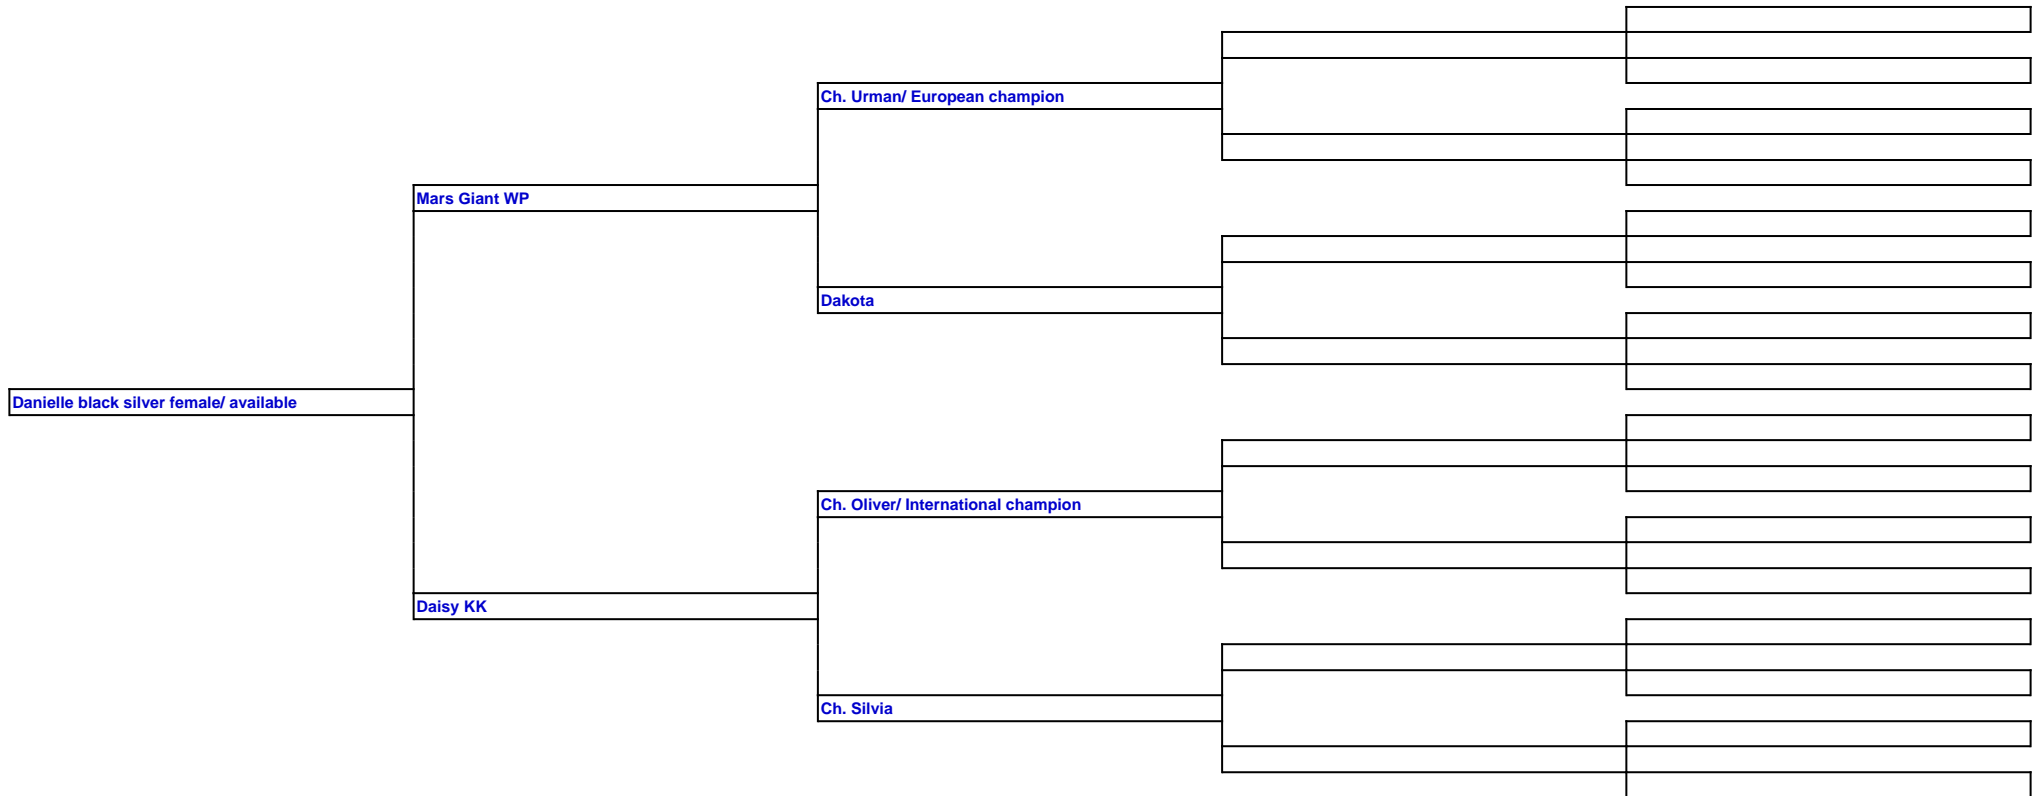 Ch. Urman/ European champion
Mars Giant WP
Dakota
Danielle black silver female/ available
Ch. Oliver/ International champion
Daisy KK
Ch. Silvia